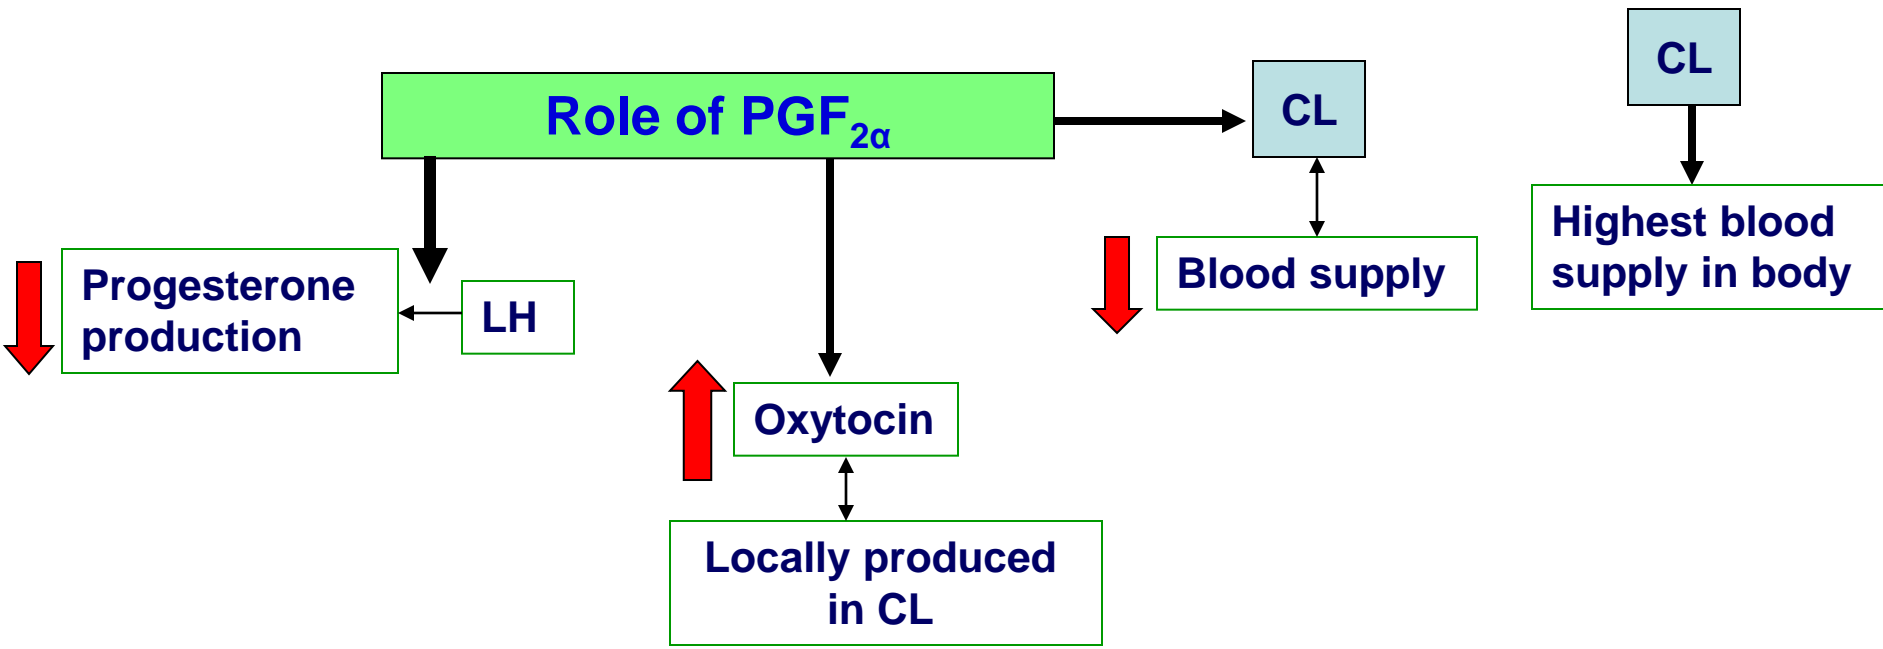 Role of PGF2α
CL
CL
Progesterone
production
LH
Blood supply
Highest blood
supply in body
Oxytocin
Locally produced
in CL